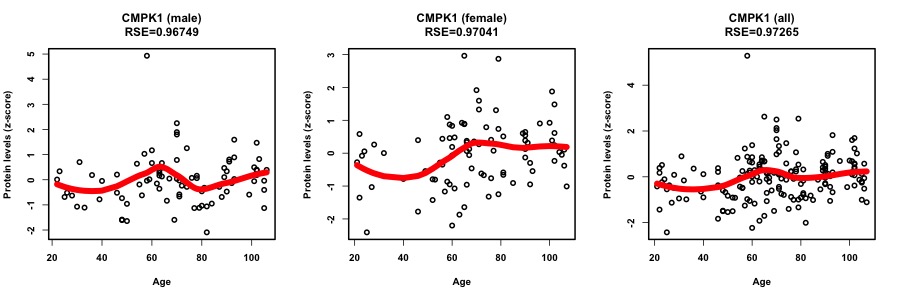 CMPK1 (male)
RSE=0.96749
Protein levels (z-score)
5
4
3
2
1
0
-1
-2
20 40 60 80 100
Age
CMPK1 (female)
RSE=0.97041
Protein levels (z-score)
3
2
1
0
-1
-2
20 40 60 80 100
Age
CMPK1 (all)
RSE=0.97265
Protein levels (z-score)
4
2
0
-2
20 40 60 80 100
Age